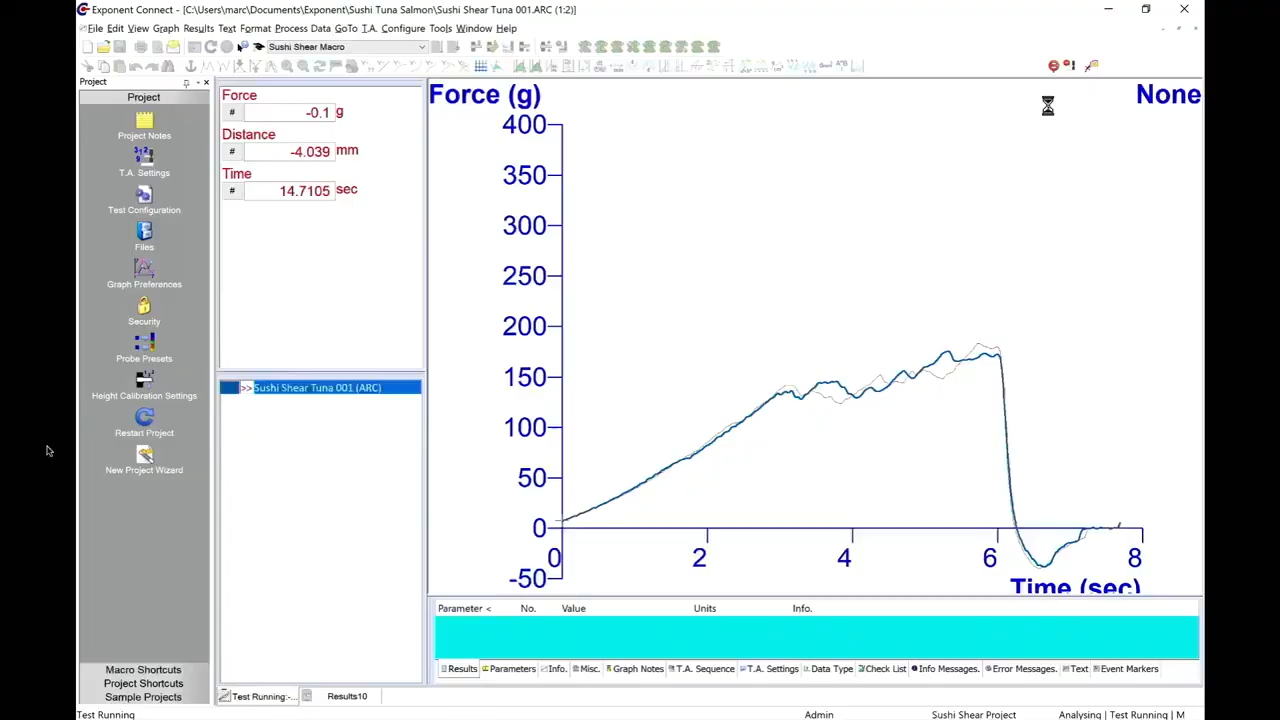 Exponent Connect - [C:\Users\marc\Documents\Exponent\Sushi Tuna Salmon\Sushi Shear Tuna 001.ARC (1:2)]
File Edit View Graph Results Text Format Process Data GoTo T.A. Configure Tools Window Help
Sushi Shear Macro
Project
Project
Project Notes
T.A. Settings
Test Configuration
Files
Graph Preferences
Security
Probe Presets
Height Calibration Settings
Restart Project
New Project Wizard
Macro Shortcuts
Project Shortcuts
Sample Projects
Force
# -0.1 g
Distance
# -4.039 mm
Time
# 14.7105 sec
>> Sushi Shear Tuna 001 (ARC)
Force (g)
None
400
350
300
250
200
150
100
50
0
-50
0 2 4 6 8
Time (sec)
Parameter < No. Value Units Info.
Results Parameters Info. Misc. Graph Notes T.A. Sequence T.A. Settings Data Type Check List Info Messages. Error Messages. Text Event Markers
Test Running:-... Results10
Test Running Admin Sushi Shear Project Analysing | Test Running | M